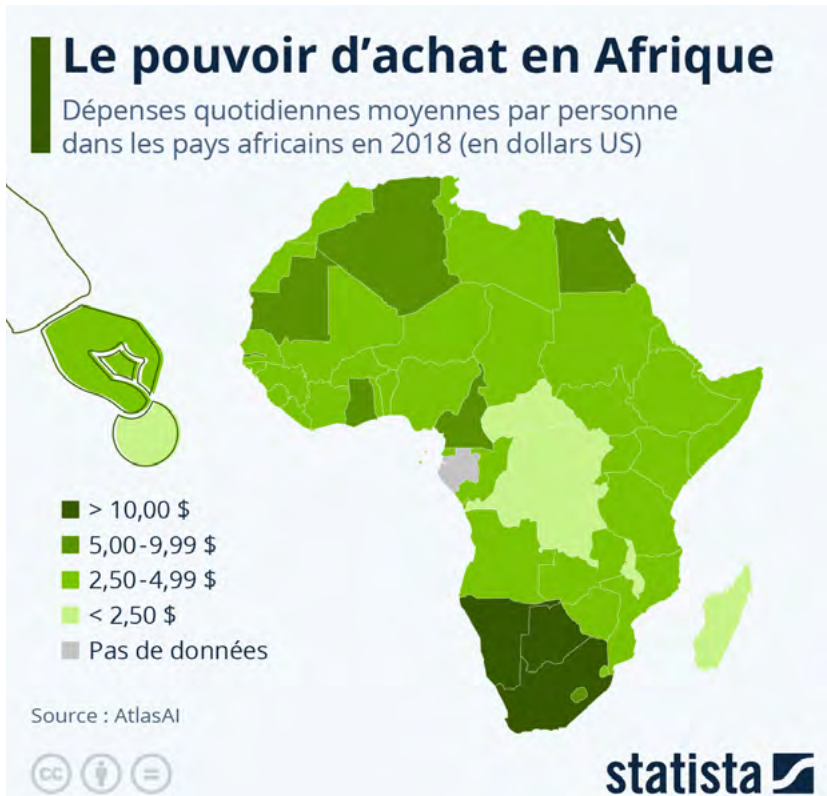 Le pouvoir d’achat en Afrique
Dépenses quotidiennes moyennes par personne
dans les pays africains en 2018 (en dollars US)
> 10,00 $
5,00-9,99 $
2,50-4,99 $
< 2,50 $
Pas de données
Source : AtlasAI
cc
statista